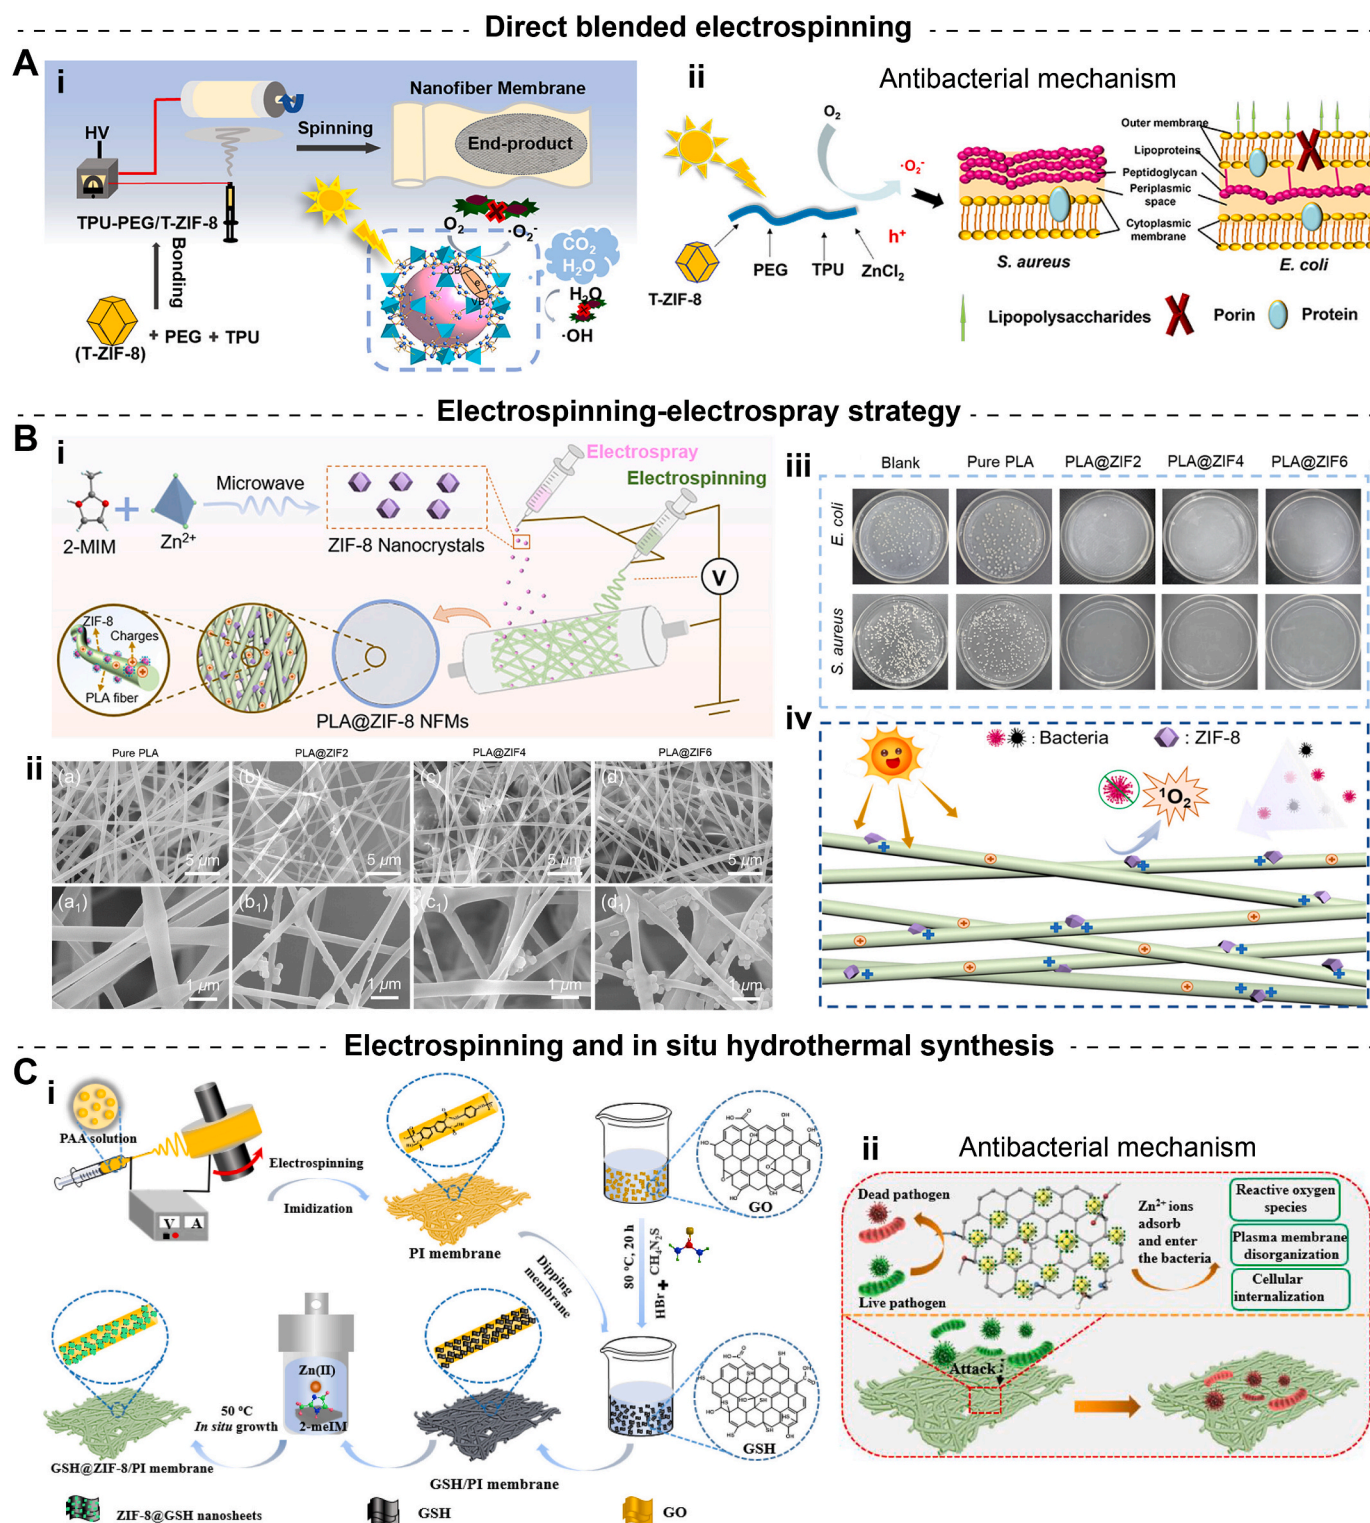 Direct blended electrospinning
A
i
HV
Spinning
Nanofiber Membrane
End-product
TPU-PEG/T-ZIF-8
Bonding
(T-ZIF-8)
+ PEG + TPU
O₂
·O₂⁻
CO₂
H₂O
CB
e
VB
H₂O
·OH
ii
Antibacterial mechanism
O₂
·O₂⁻
h⁺
T-ZIF-8
PEG
TPU
ZnCl₂
Outer membrane
Lipoproteins
Peptidoglycan
Periplasmic
space
Cytoplasmic
membrane
S. aureus
E. coli
Lipopolysaccharides
Porin
Protein
Electrospinning-electrospray strategy
B
i
2-MIM
+
Zn²⁺
Microwave
ZIF-8 Nanocrystals
Electrospray
Electrospinning
V
ZIF-8
Charges
PLA fiber
PLA@ZIF-8 NFMs
ii
Pure PLA
PLA@ZIF2
PLA@ZIF4
PLA@ZIF6
(a)
(b)
(c)
(d)
5 µm
5 µm
5 µm
5 µm
(a₁)
(b₁)
(c₁)
(d₁)
1 µm
1 µm
1 µm
1 µm
iii
Blank
Pure PLA
PLA@ZIF2
PLA@ZIF4
PLA@ZIF6
E. coli
S. aureus
iv
: Bacteria
: ZIF-8
¹O₂
Electrospinning and in situ hydrothermal synthesis
C
i
PAA solution
V A
Electrospinning
Imidization
PI membrane
Dipping
membrane
GO
80 °C, 20 h
HBr + CH₄N₂S
GSH
GSH/PI membrane
Zn(II)
2-meIM
50 °C
In situ growth
GSH@ZIF-8/PI membrane
ZIF-8@GSH nanosheets
GSH
GO
ii
Antibacterial mechanism
Dead pathogen
Live pathogen
Zn²⁺ ions
adsorb
and enter
the bacteria
Reactive oxygen
species
Plasma membrane
disorganization
Cellular
internalization
Attack